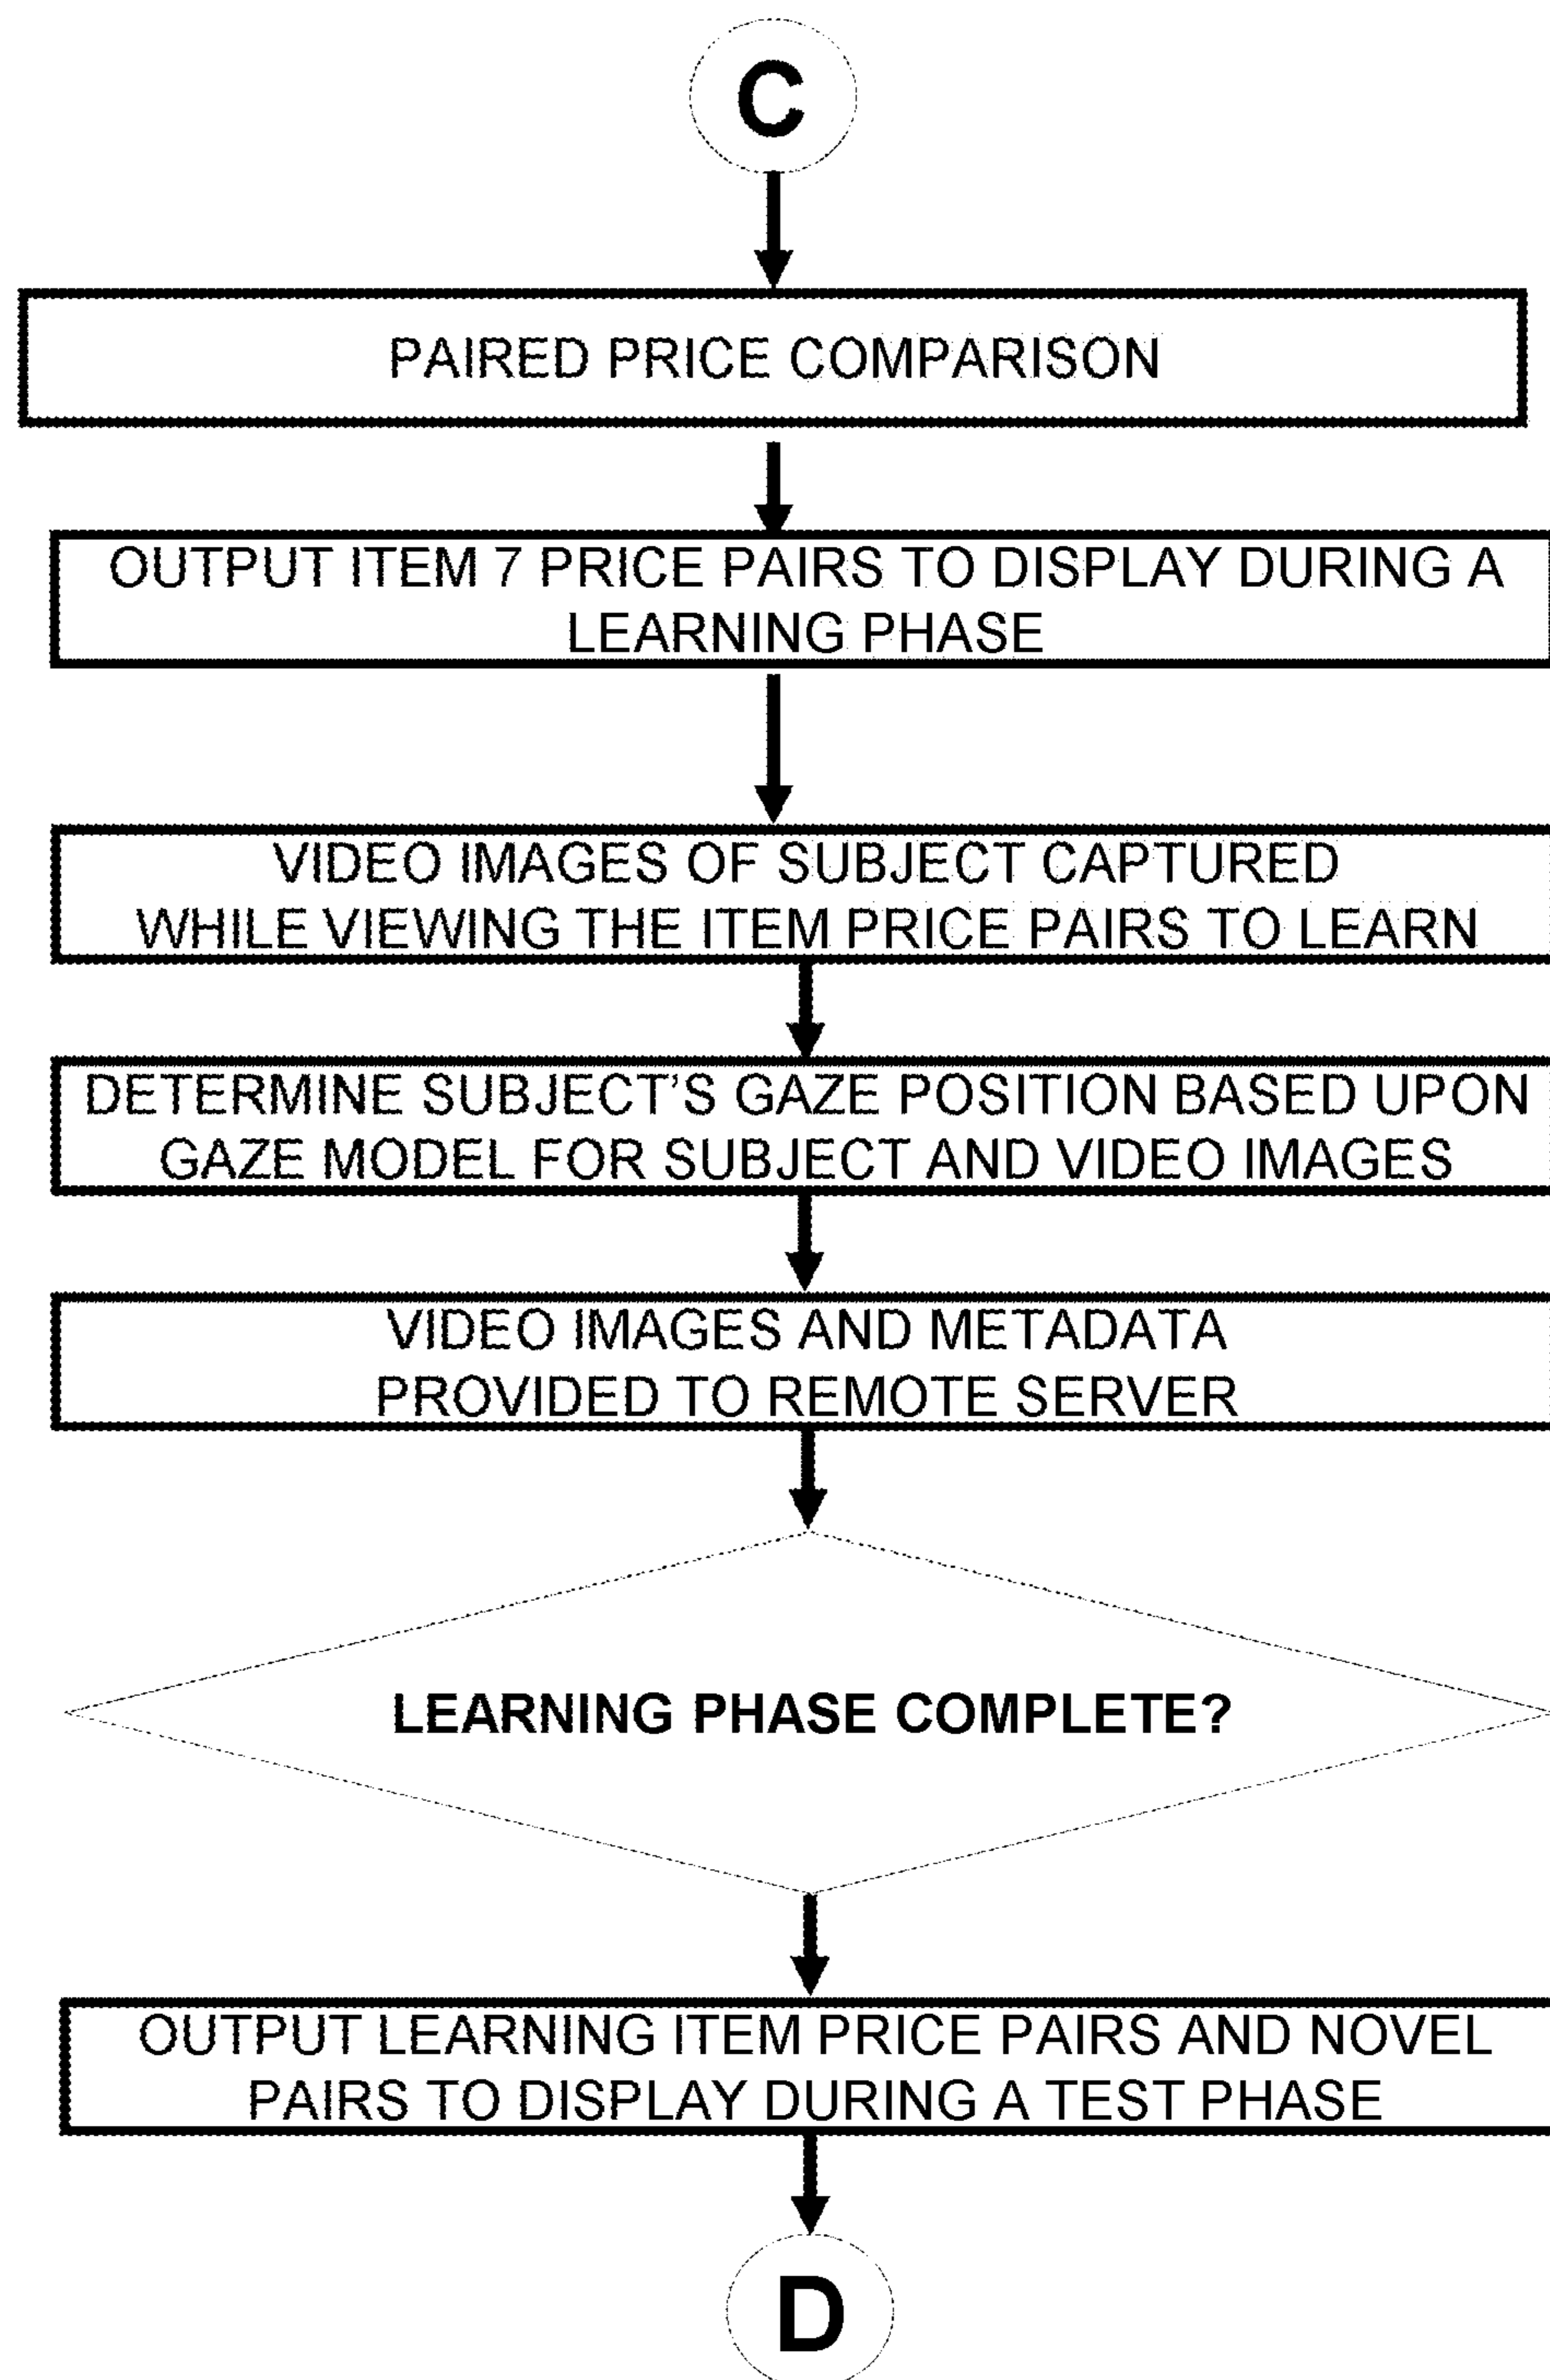 C
PAIRED PRICE COMPARISON
OUTPUT ITEM 7 PRICE PAIRS TO DISPLAY DURING A
LEARNING PHASE
VIDEO IMAGES OF SUBJECT CAPTURED
WHILE VIEWING THE ITEM PRICE PAIRS TO LEARN
DETERMINE SUBJECT'S GAZE POSITION BASED UPON
GAZE MODEL FOR SUBJECT AND VIDEO IMAGES
VIDEO IMAGES AND METADATA
PROVIDED TO REMOTE SERVER
LEARNING PHASE COMPLETE?
OUTPUT LEARNING ITEM PRICE PAIRS AND NOVEL
PAIRS TO DISPLAY DURING A TEST PHASE
D